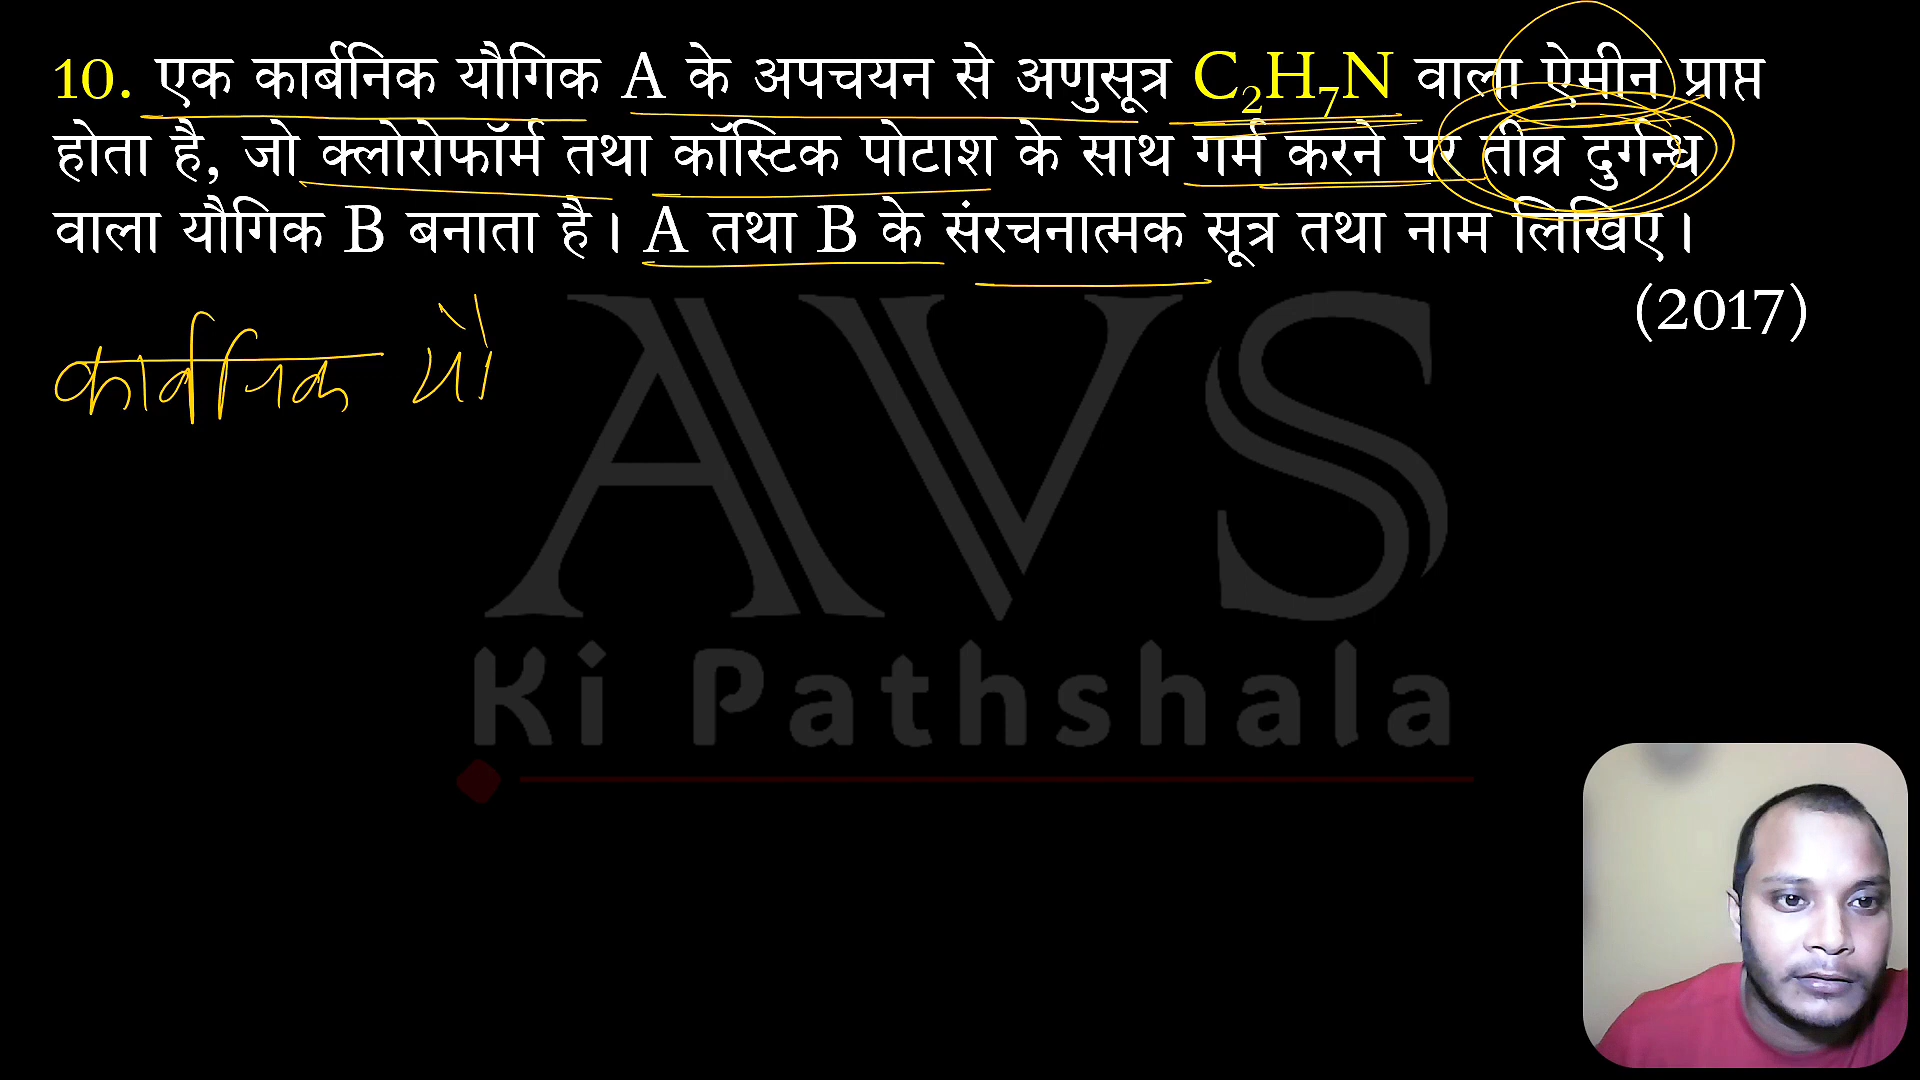 10. एक कार्बनिक यौगिक A के अपचयन से अणुसूत्र C₂H₇N वाला ऐमीन प्राप्त
होता है, जो क्लोरोफॉर्म तथा कॉस्टिक पोटाश के साथ गर्म करने पर तीव्र दुर्गन्ध
वाला यौगिक B बनाता है। A तथा B के संरचनात्मक सूत्र तथा नाम लिखिए।
(2017)
कार्बनिक यौ
AVS
Ki Pathshala